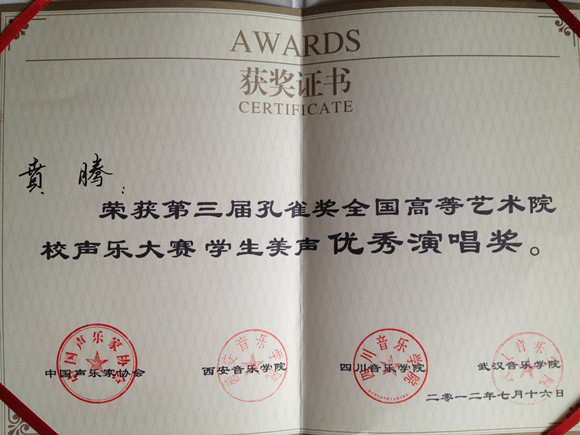 AWARDS
获奖证书
CERTIFICATE
贲 腾：
荣获第三届孔雀奖全国高等艺术院
校声乐大赛 学生美声 优秀演唱奖。
中国声乐家协会 西安音乐学院 四川音乐学院 武汉音乐学院
二零一二年七月十六日